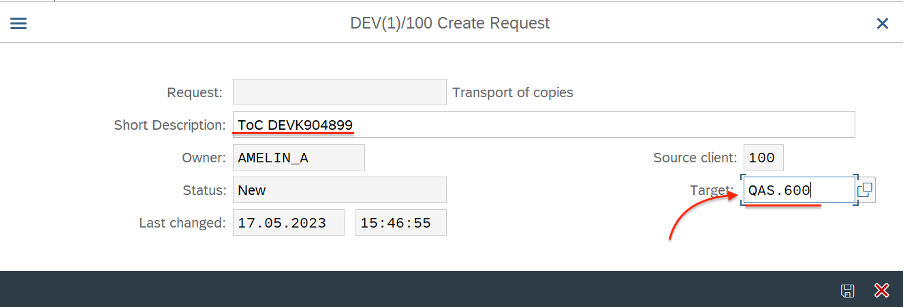 DEV(1)/100 Create Request
Request: Transport of copies
Short Description: ToC DEVK904899
Owner: AMELIN_A Source client: 100
Status: New Target: QAS.600
Last changed: 17.05.2023 15:46:55